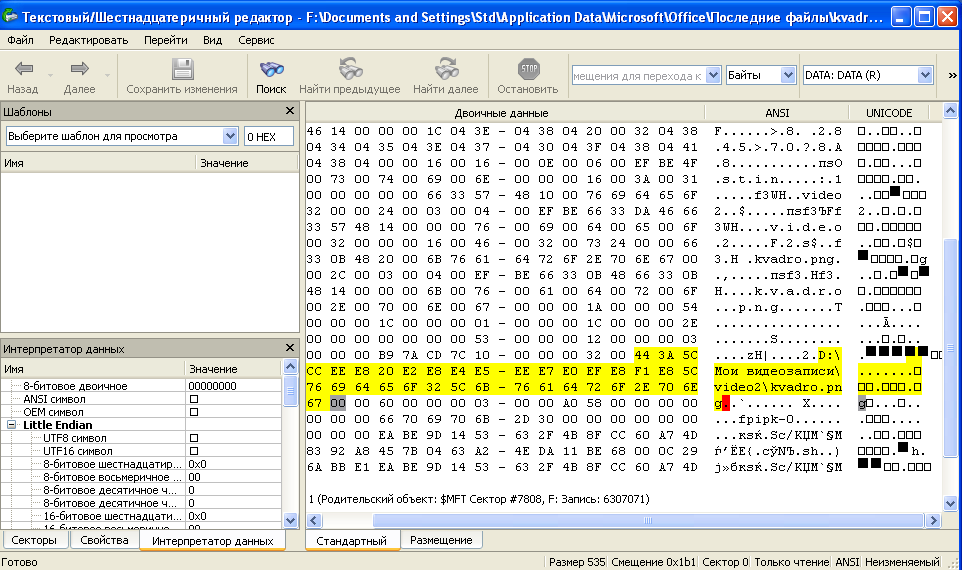 Текстовый/Шестнадцатеричный редактор - F:\Documents and Settings\Std\Application Data\Microsoft\Office\Последние файлы\kvadr...
Файл Редактировать Перейти Вид Сервис
Назад Далее Сохранить изменения Поиск Найти предыдущее Найти далее Остановить мещения для перехода к Байты DATA: DATA (R) »
Шаблоны
Выберите шаблон для просмотра 0 HEX
Имя Значение
Двоичные данные ANSI UNICODE
46 14 00 00 00 1C 04 3E - 04 38 04 20 00 32 04 38 F......>.8. .2.8
04 34 04 35 04 3E 04 37 - 04 30 04 3F 04 38 04 41 .4.5.>.7.0.?.8.A
04 38 04 00 00 16 00 16 - 00 0E 00 06 00 EF BE 4F .8...........пsO
00 73 00 74 00 69 00 6E - 00 00 00 16 00 3A 00 31 .s.t.i.n.....:.1
00 00 00 00 00 66 33 57 - 48 10 00 76 69 64 65 6F .....f3WH..video
32 00 00 24 00 03 00 04 - 00 EF BE 66 33 DA 46 66 2..$.....пsf3ЪFf
33 57 48 14 00 00 00 76 - 00 69 00 64 00 65 00 6F 3WH....v.i.d.e.o
00 32 00 00 00 16 00 46 - 00 32 00 73 24 00 00 66 .2.....F.2.s$..f
33 0B 48 20 00 6B 76 61 - 64 72 6F 2E 70 6E 67 00 3.H .kvadro.png.
00 2C 00 03 00 04 00 EF - BE 66 33 0B 48 66 33 0B .,.....пsf3.Hf3.
48 14 00 00 00 6B 00 76 - 00 61 00 64 00 72 00 6F H....k.v.a.d.r.o
00 2E 00 70 00 6E 00 67 - 00 00 00 1A 00 00 00 54 ...p.n.g.......T
00 00 00 1C 00 00 00 01 - 00 00 00 1C 00 00 00 2E
00 00 00 00 00 00 00 53 - 00 00 00 12 00 00 00 00 .......S........
00 00 00 B9 7A CD 7C 10 - 00 00 00 32 00 44 3A 5C ....zН|....2.D:\
CC EE E8 20 E2 E8 E4 E5 - EE E7 E0 EF E8 F1 E8 5C Мои видеозаписи\
76 69 64 65 6F 32 5C 6B - 76 61 64 72 6F 2E 70 6E video2\kvadro.pn
67 00 00 60 00 00 00 03 - 00 00 A0 58 00 00 00 00 g..`...... X....
00 00 00 66 70 69 70 6B - 2D 30 00 00 00 00 00 00 ...fpipk-0......
00 00 00 EA BE 9D 14 53 - 63 2F 4B 8F CC 60 A7 4D ...кsќ.Sc/KЏМ`§M
83 92 A8 45 7B 04 63 A2 - 4E DA 11 BE 68 00 0C 29 ѓ’ЁE{.cўNЪ.sh..)
6A BB E1 EA BE 9D 14 53 - 63 2F 4B 8F CC 60 A7 4D j»бкsќ.Sc/KЏМ`§M
1 (Родительский объект: $MFT Сектор #7808, F: Запись: 6307071)
Интерпретатор данных
Имя Значение
8-битовое двоичное 00000000
ANSI символ
OEM символ
Little Endian
UTF8 символ
UTF16 символ
8-битовое шестнадцатир... 0x0
8-битовое восьмеричное ... 00
8-битовое десятичное ч... 0
8-битовое десятичное ч... 0
16-битовое шестнадцати... 0x0
Секторы Свойства Интерпретатор данных Стандартный Размещение
Готово Размер 535 Смещение 0x1b1 Сектор 0 Только чтение ANSI Неизменяемый